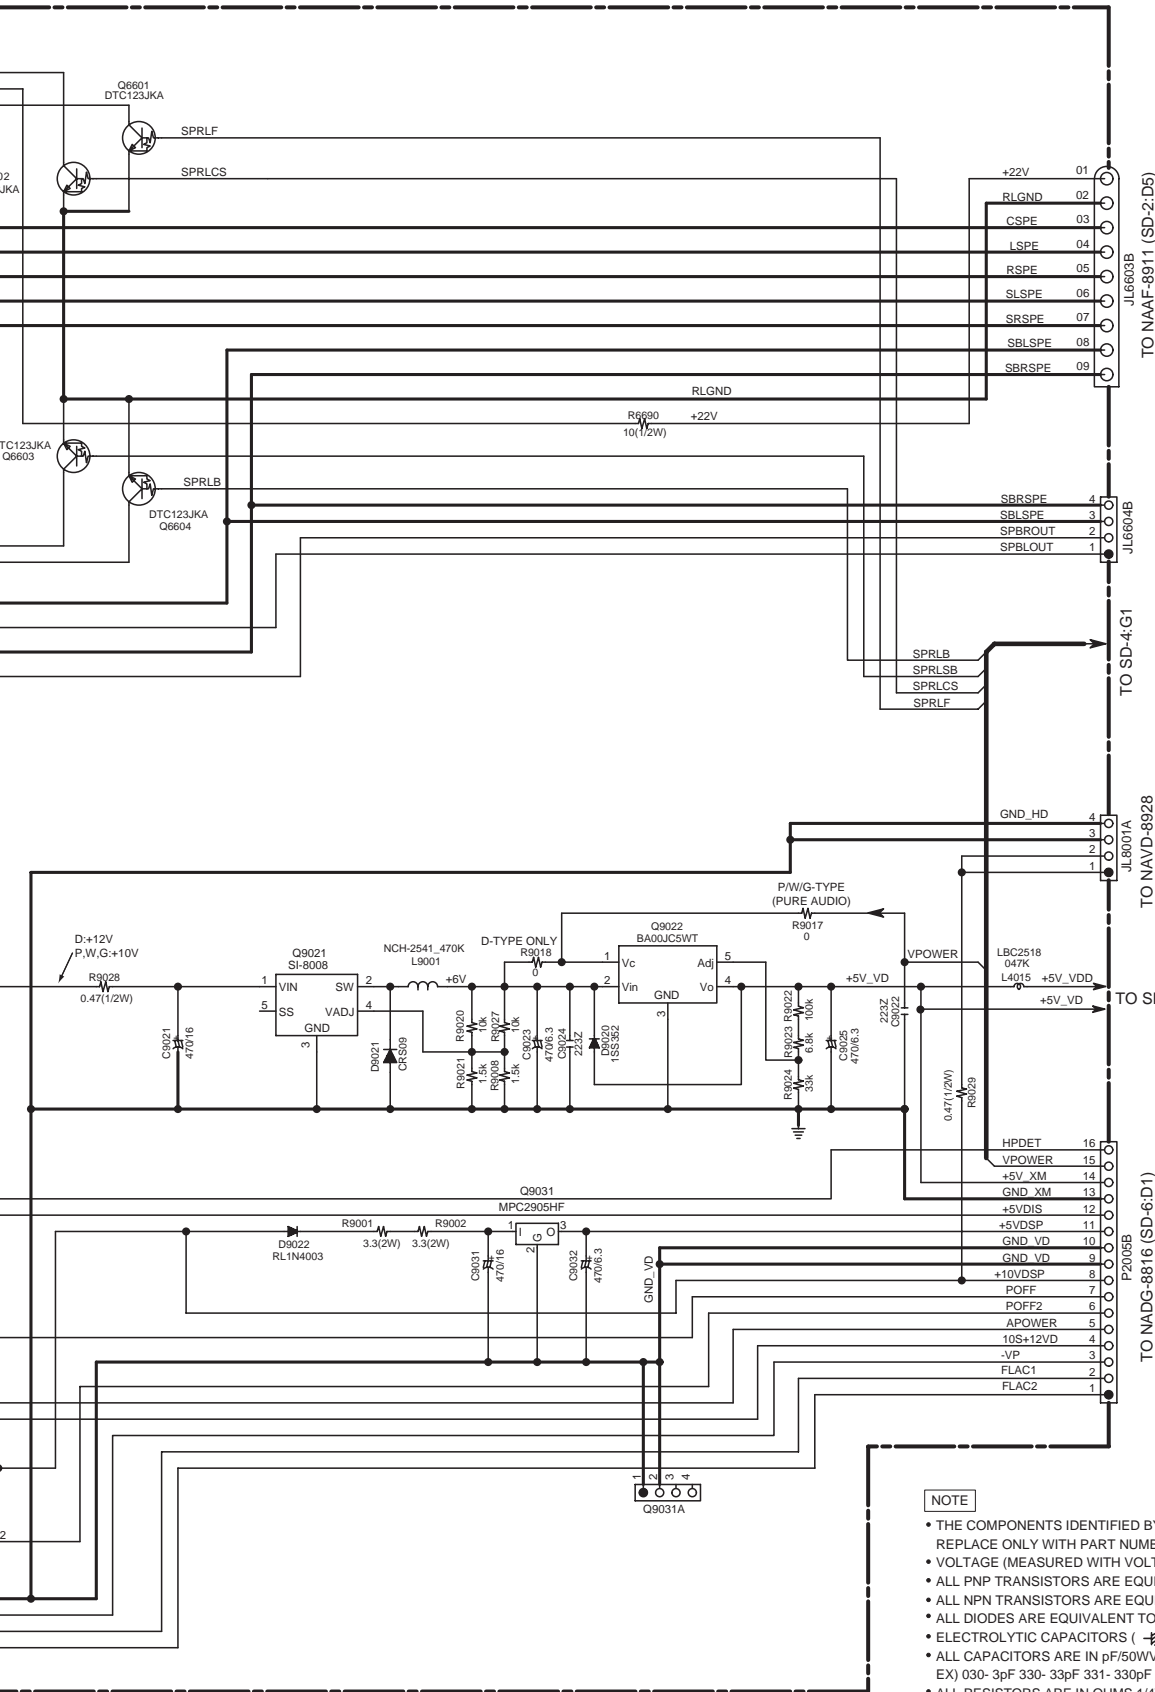 Q6601
DTC123JKA
SPRLF
SPRLCS
02
JKA
+22V 01
RLGND 02
CSPE 03
LSPE 04
RSPE 05
SLSPE 06
SRSPE 07
SBLSPE 08
SBRSPE 09
JL6603B
TO NAAF-8911 (SD-2:D5)
RLGND
R6690
10(1/2W)
+22V
TC123JKA
Q6603
SPRLB
DTC123JKA
Q6604
SBRSPE 4
SBLSPE 3
SPBROUT 2
SPBLOUT 1
JL6604B
SPRLB
SPRLSB
SPRLCS
SPRLF
TO SD-4:G1
GND_HD 4
3
2
1
JL8001A
TO NAVD-8928
P/W/G-TYPE
(PURE AUDIO)
R9017
0
D:+12V
P,W,G:+10V
R9028
0.47(1/2W)
C9021
470/16
Q9021
SI-8008
1 VIN SW 2
5 SS VADJ 4
GND
3
NCH-2541_470K
L9001
+6V
D9021
CRS09
D-TYPE ONLY
R9018
0
R9020
10k
R9027
10k
R9021
1.5k
R9008
1.5k
C9023
470/6.3
C9024
223Z
D9020
1SS352
Q9022
BA00JC5WT
1 Vc Adj 5
2 Vin Vo 4
GND
3
R9022
100k
R9023
6.8k
R9024
33k
C9025
470/6.3
+5V_VD
223Z
C9022
VPOWER
LBC2518
047K
L4015
+5V_VDD
+5V_VD
TO SI
0.47(1/2W)
R9029
HPDET 16
VPOWER 15
+5V_XM 14
GND_XM 13
+5VDIS 12
+5VDSP 11
GND_VD 10
GND_VD 9
+10VDSP 8
POFF 7
POFF2 6
APOWER 5
10S+12VD 4
-VP 3
FLAC1 2
FLAC2 1
P2005B
TO NADG-8816 (SD-6:D1)
Q9031
MPC2905HF
1 I O 3
G
2
D9022
RL1N4003
R9001
3.3(2W)
R9002
3.3(2W)
C9031
470/16
C9032
470/6.3
GND_VD
1 2 3 4
Q9031A
2
NOTE
• THE COMPONENTS IDENTIFIED BY
REPLACE ONLY WITH PART NUME
• VOLTAGE (MEASURED WITH VOLT
• ALL PNP TRANSISTORS ARE EQUI
• ALL NPN TRANSISTORS ARE EQU
• ALL DIODES ARE EQUIVALENT TO
• ELECTROLYTIC CAPACITORS (
• ALL CAPACITORS ARE IN pF/50WV
EX) 030- 3pF 330- 33pF 331- 330pF
• ALL RESISTORS ARE IN OHMS 1/4